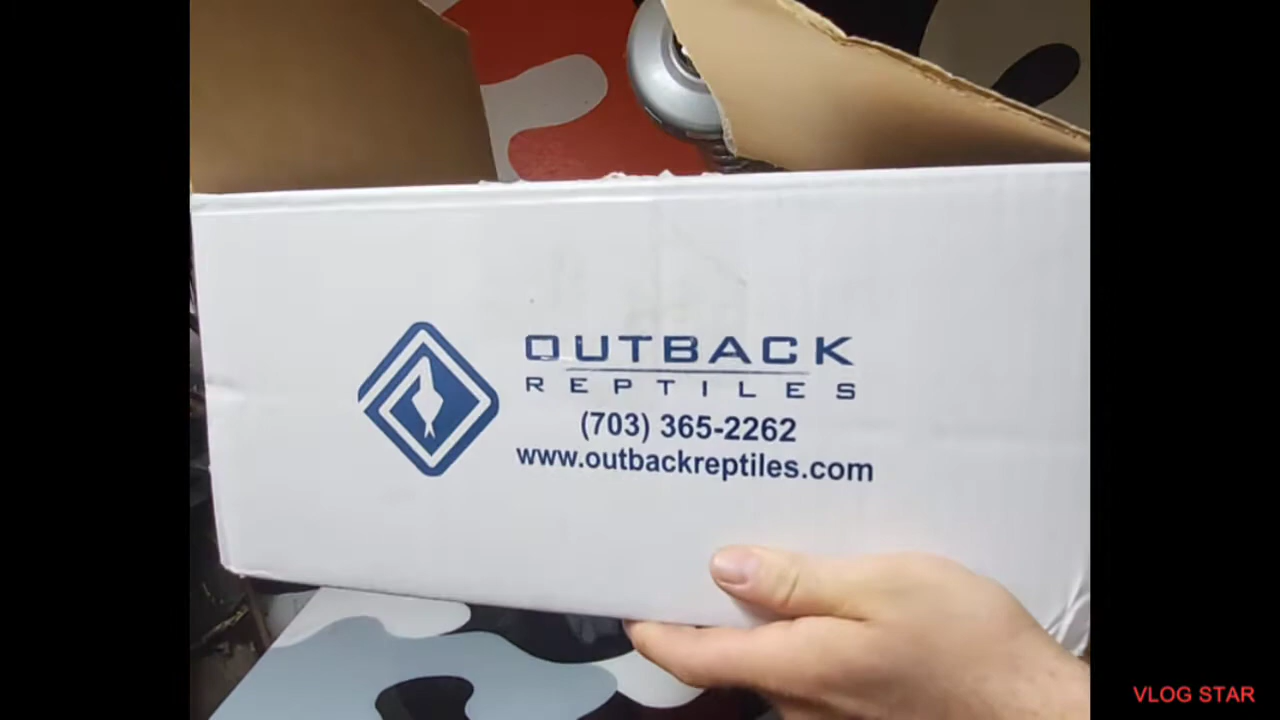 OUTBACK
REPTILES
(703) 365-2262
www.outbackreptiles.com
VLOG STAR